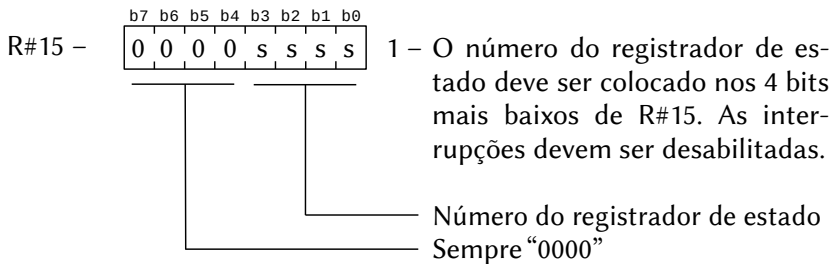 b7 b6 b5 b4 b3 b2 b1 b0
R#15 – 0 0 0 0 s s s s 1 – O número do registrador de es-
tado deve ser colocado nos 4 bits
mais baixos de R#15. As inter-
rupções devem ser desabilitadas.
Número do registrador de estado
Sempre “0000”